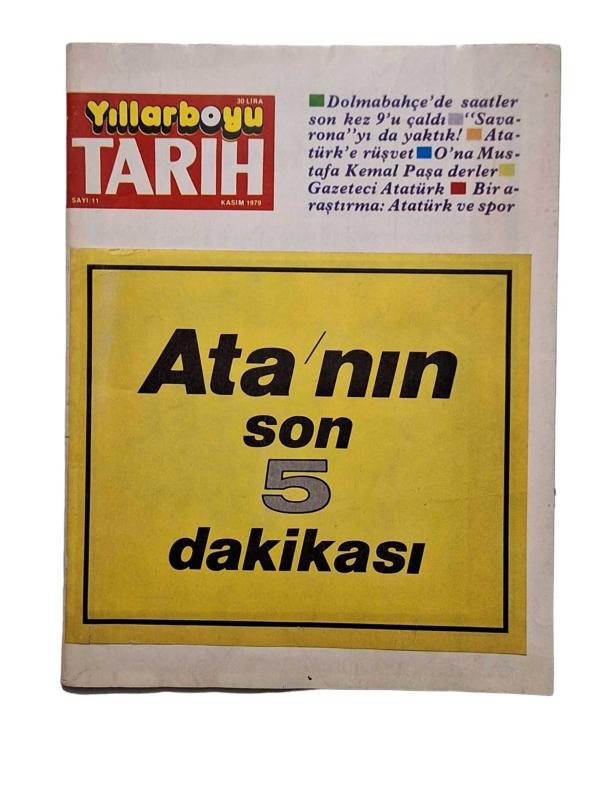 30 LİRA
Yıllarboyu
TARIH
SAYI:11
KASIM 1979
Dolmabahçe'de saatler
son kez 9'u çaldı "Sava-
rona"yı da yaktık! Ata-
türk'e rüşvet O'na Mus-
tafa Kemal Paşa derler
Gazeteci Atatürk Bir a-
raştırma: Atatürk ve spor
Ata'nın
son
5
dakikası